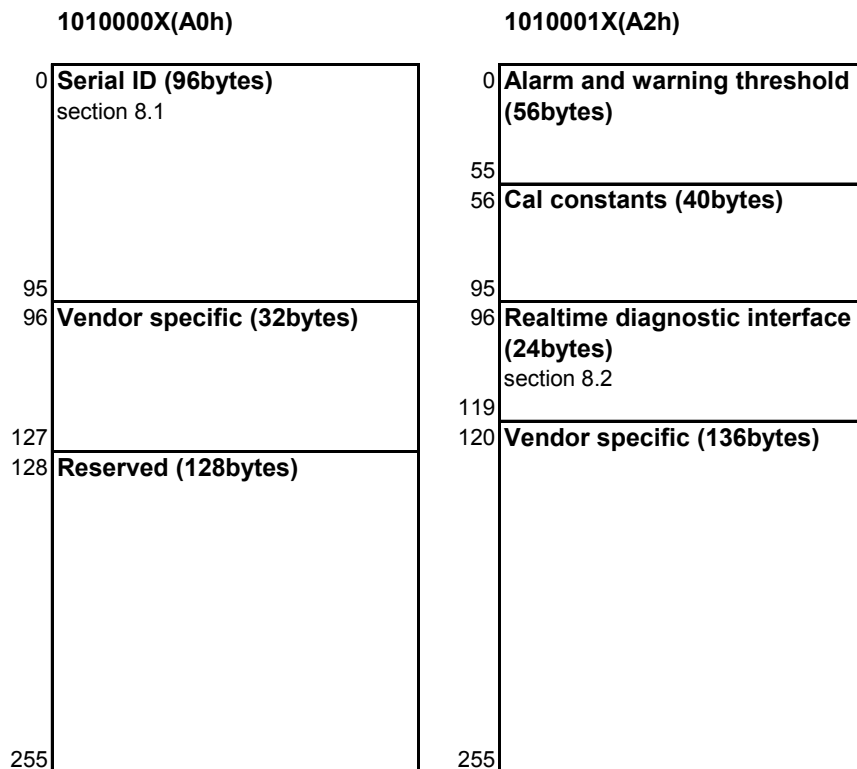 1010000X(A0h)
0 Serial ID (96bytes)
section 8.1
95
96 Vendor specific (32bytes)
127
128 Reserved (128bytes)
255
1010001X(A2h)
0 Alarm and warning threshold
(56bytes)
55
56 Cal constants (40bytes)
95
96 Realtime diagnostic interface
(24bytes)
section 8.2
119
120 Vendor specific (136bytes)
255